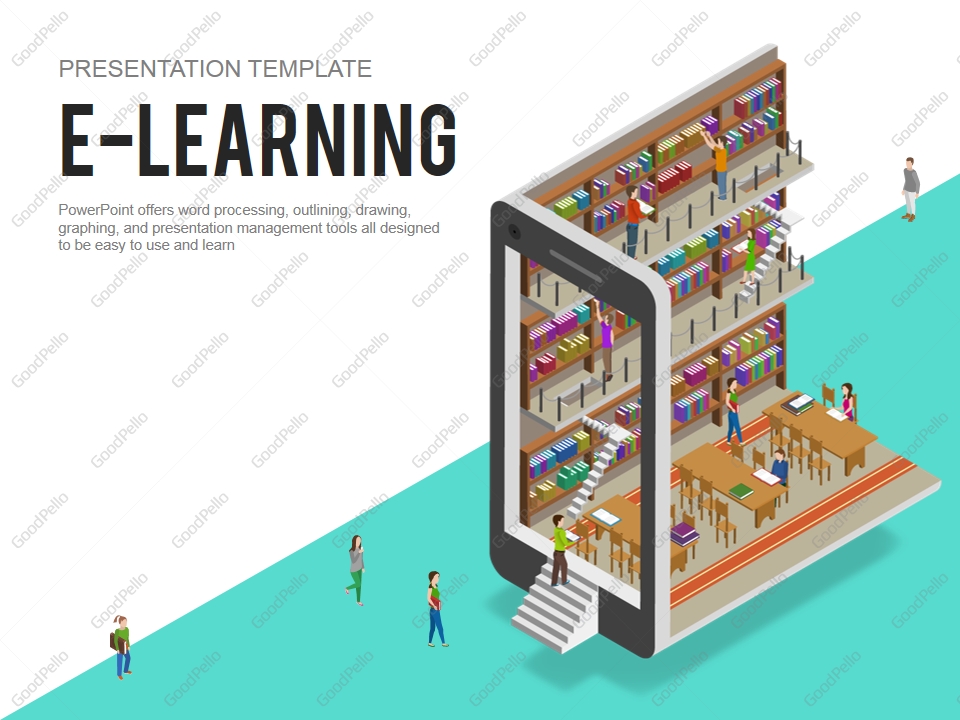 PRESENTATION TEMPLATE
E-LEARNING
PowerPoint offers word processing, outlining, drawing,
graphing, and presentation management tools all designed
to be easy to use and learn
GoodPello